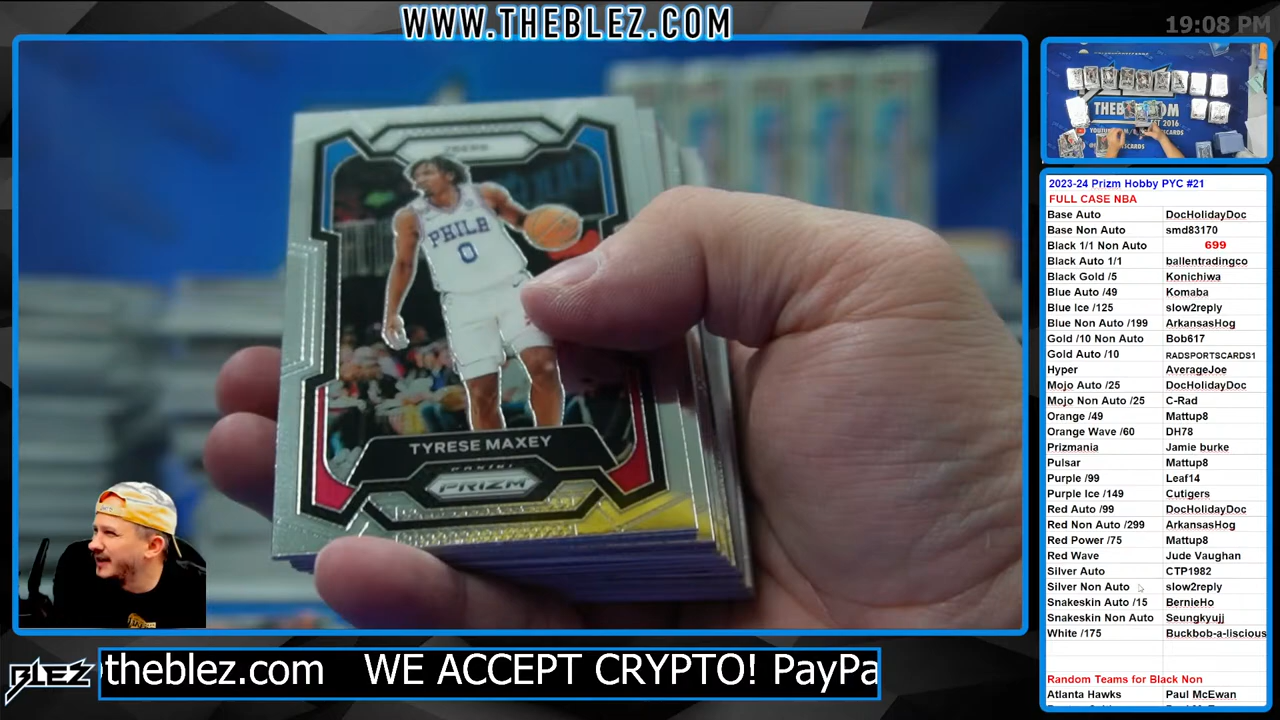 WWW.THEBLEZ.COM
19:08 PM
76ERS
PHILA
0
TYRESE MAXEY
PANINI
PRIZM
THEBLEZ.COM
EST 2016
2023-24 Prizm Hobby PYC #21
FULL CASE NBA
Base Auto DocHolidayDoc
Base Non Auto smd83170
Black 1/1 Non Auto 699
Black Auto 1/1 ballentradingco
Black Gold /5 Konichiwa
Blue Auto /49 Komaba
Blue ice /125 slow2reply
Blue Non Auto /199 ArkansasHog
Gold /10 Non Auto Bob617
Gold Auto /10 RADSPORTSCARDS1
Hyper AverageJoe
Mojo Auto /25 DocHolidayDoc
Mojo Non Auto /25 C-Rad
Orange /49 Mattup8
Orange Wave /60 DH78
Prizmania Jamie burke
Pulsar Mattup8
Purple /99 Leaf14
Purple Ice /149 Cutigers
Red Auto /99 DocHolidayDoc
Red Non Auto /299 ArkansasHog
Red Power /75 Mattup8
Red Wave Jude Vaughan
Silver Auto CTP1982
Silver Non Auto slow2reply
Snakeskin Auto /15 BernieHo
Snakeskin Non Auto Seungkyujj
White /175 Buckbob-a-liscious
Random Teams for Black Non
Atlanta Hawks Paul McEwan
BLEZ
theblez.com WE ACCEPT CRYPTO! PayPa